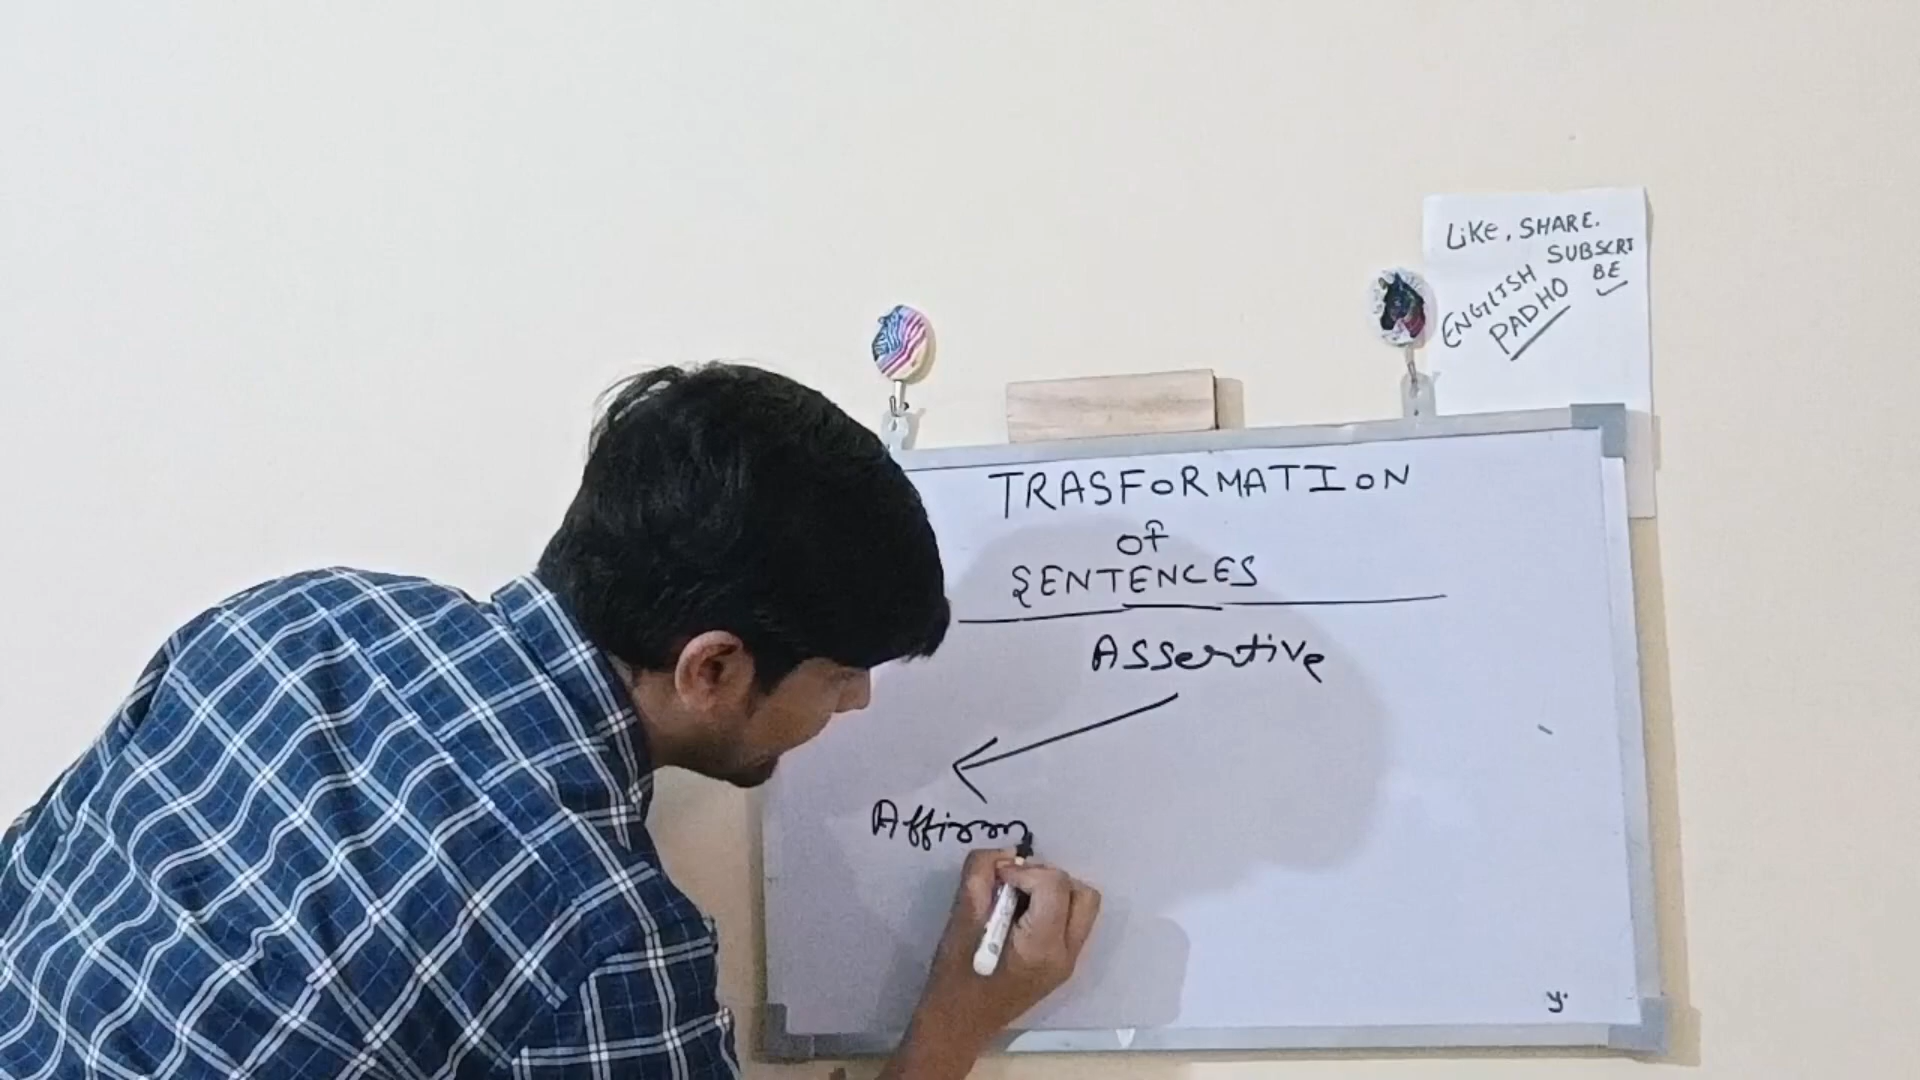 LiKe, SHARE.
SUBSCRI
BE
ENGLISH
PADHO
TRASFORMATION
of
SENTENCES
Assertive
Affirm
y.